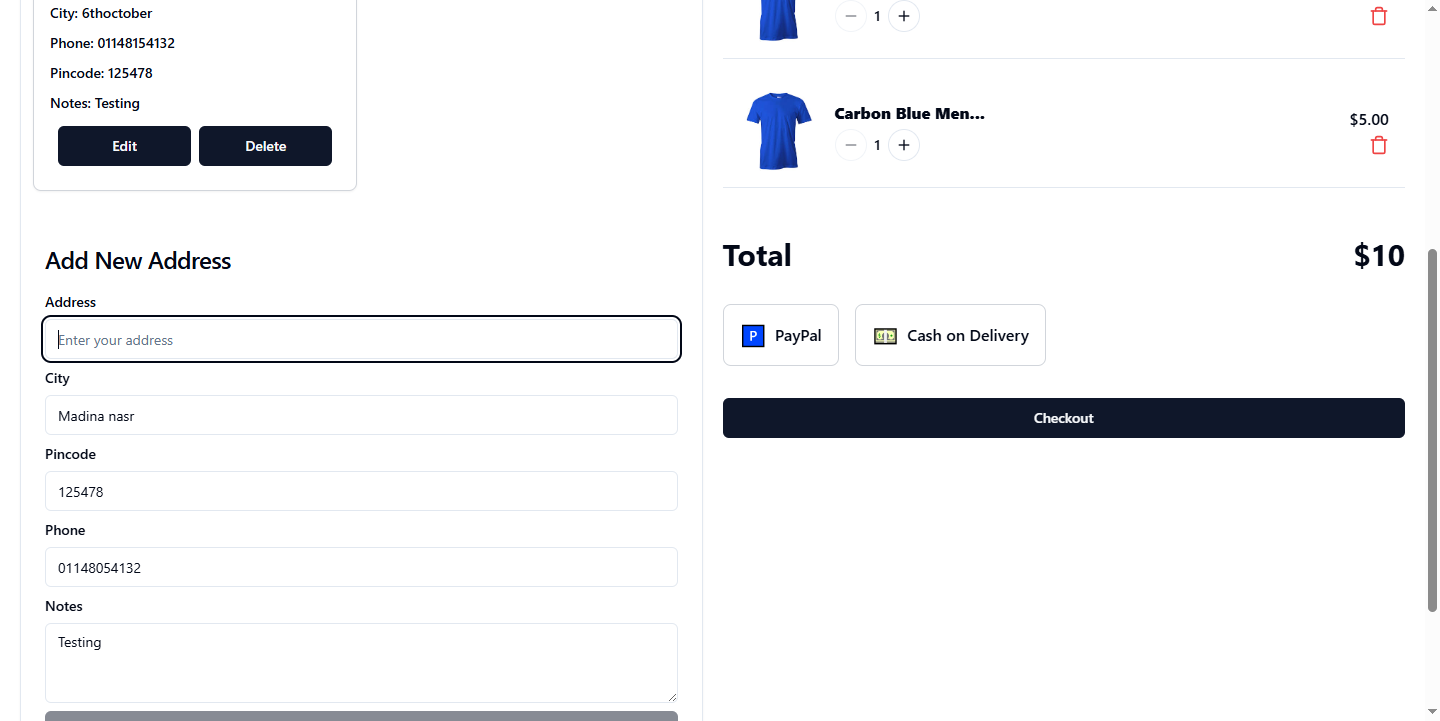 City: 6thoctober
Phone: 01148154132
Pincode: 125478
Notes: Testing
Edit
Delete
Add New Address
Address
Enter your address
City
Madina nasr
Pincode
125478
Phone
01148054132
Notes
Testing
1
Carbon Blue Men...
$5.00
1
Total
$10
P PayPal
Cash on Delivery
Checkout